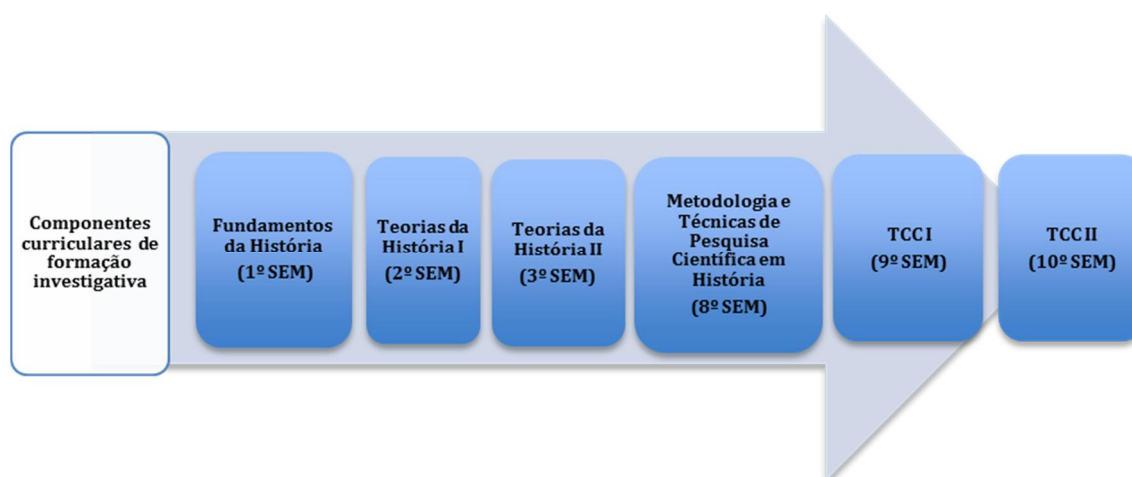 Componentes
curriculares de
formação
investigativa
Fundamentos
da História
(1º SEM)
Teorias da
História I
(2º SEM)
Teorias da
História II
(3º SEM)
Metodologia e
Técnicas de
Pesquisa
Científica em
História
(8º SEM)
TCC I
(9º SEM)
TCC II
(10º SEM)